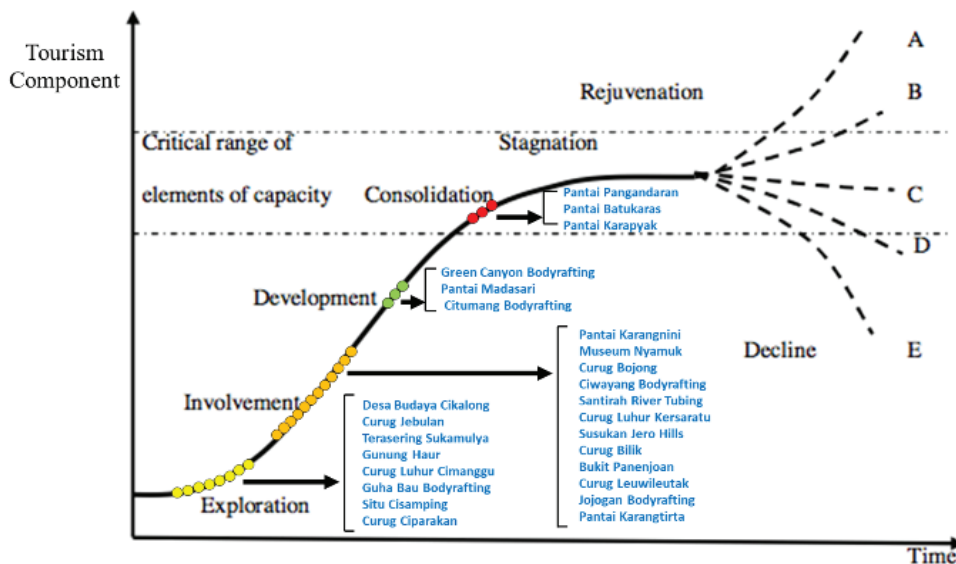 Tourism
Component
A
Rejuvenation
B
Critical range of
elements of capacity
Stagnation
Consolidation
Pantai Pangandaran
Pantai Batukaras
Pantai Karapyak
C
D
Development
Green Canyon Bodyrafting
Pantai Madasari
Citumang Bodyrafting
Decline
E
Involvement
Pantai Karangnini
Museum Nyamuk
Curug Bojong
Ciwayang Bodyrafting
Santirah River Tubing
Curug Luhur Kersaratu
Susukan Jero Hills
Curug Bilik
Bukit Panenjoan
Curug Leuwileutak
Jojogan Bodyrafting
Pantai Karangtirta
Exploration
Desa Budaya Cikalong
Curug Jebulan
Terasering Sukamulya
Gunung Haur
Curug Luhur Cimanggu
Guha Bau Bodyrafting
Situ Cisamping
Curug Ciparakan
Time